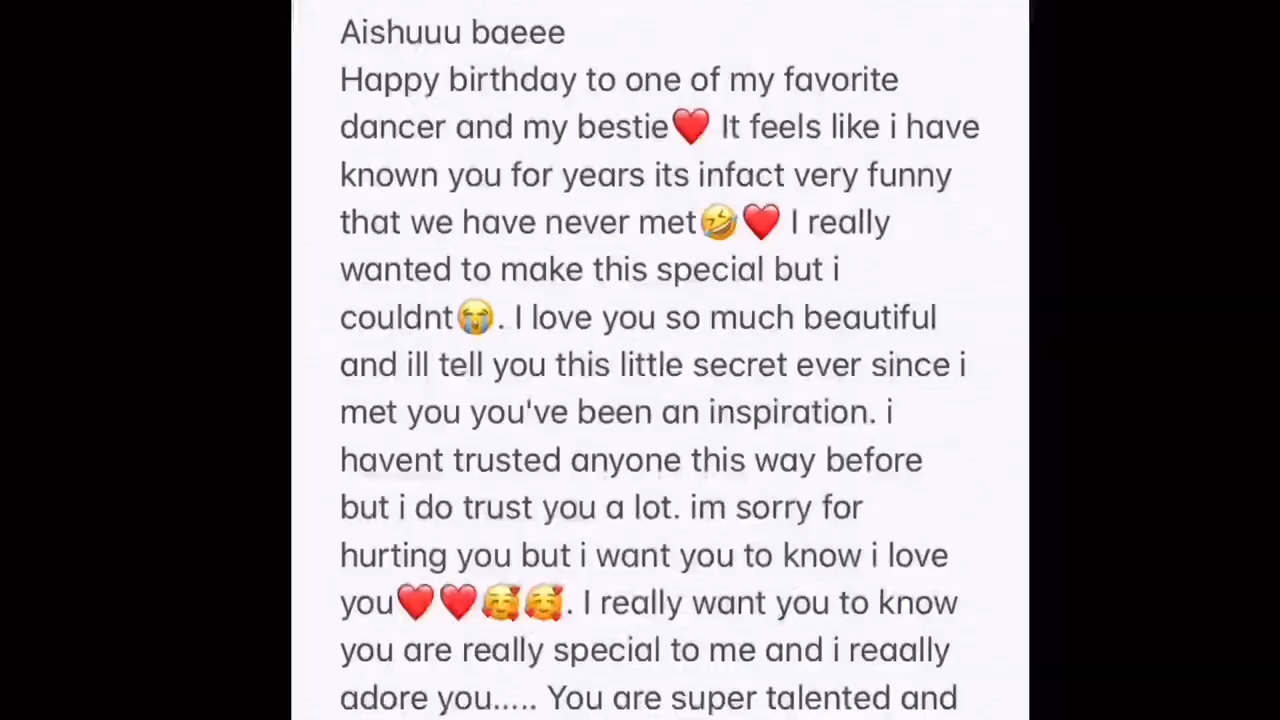 Aishuuu baeee
Happy birthday to one of my favorite
dancer and my bestie❤️ It feels like i have
known you for years its infact very funny
that we have never met🤣❤️ I really
wanted to make this special but i
couldnt😭. I love you so much beautiful
and ill tell you this little secret ever since i
met you you've been an inspiration. i
havent trusted anyone this way before
but i do trust you a lot. im sorry for
hurting you but i want you to know i love
you❤️❤️🥰🥰. I really want you to know
you are really special to me and i reaally
adore you..... You are super talented and